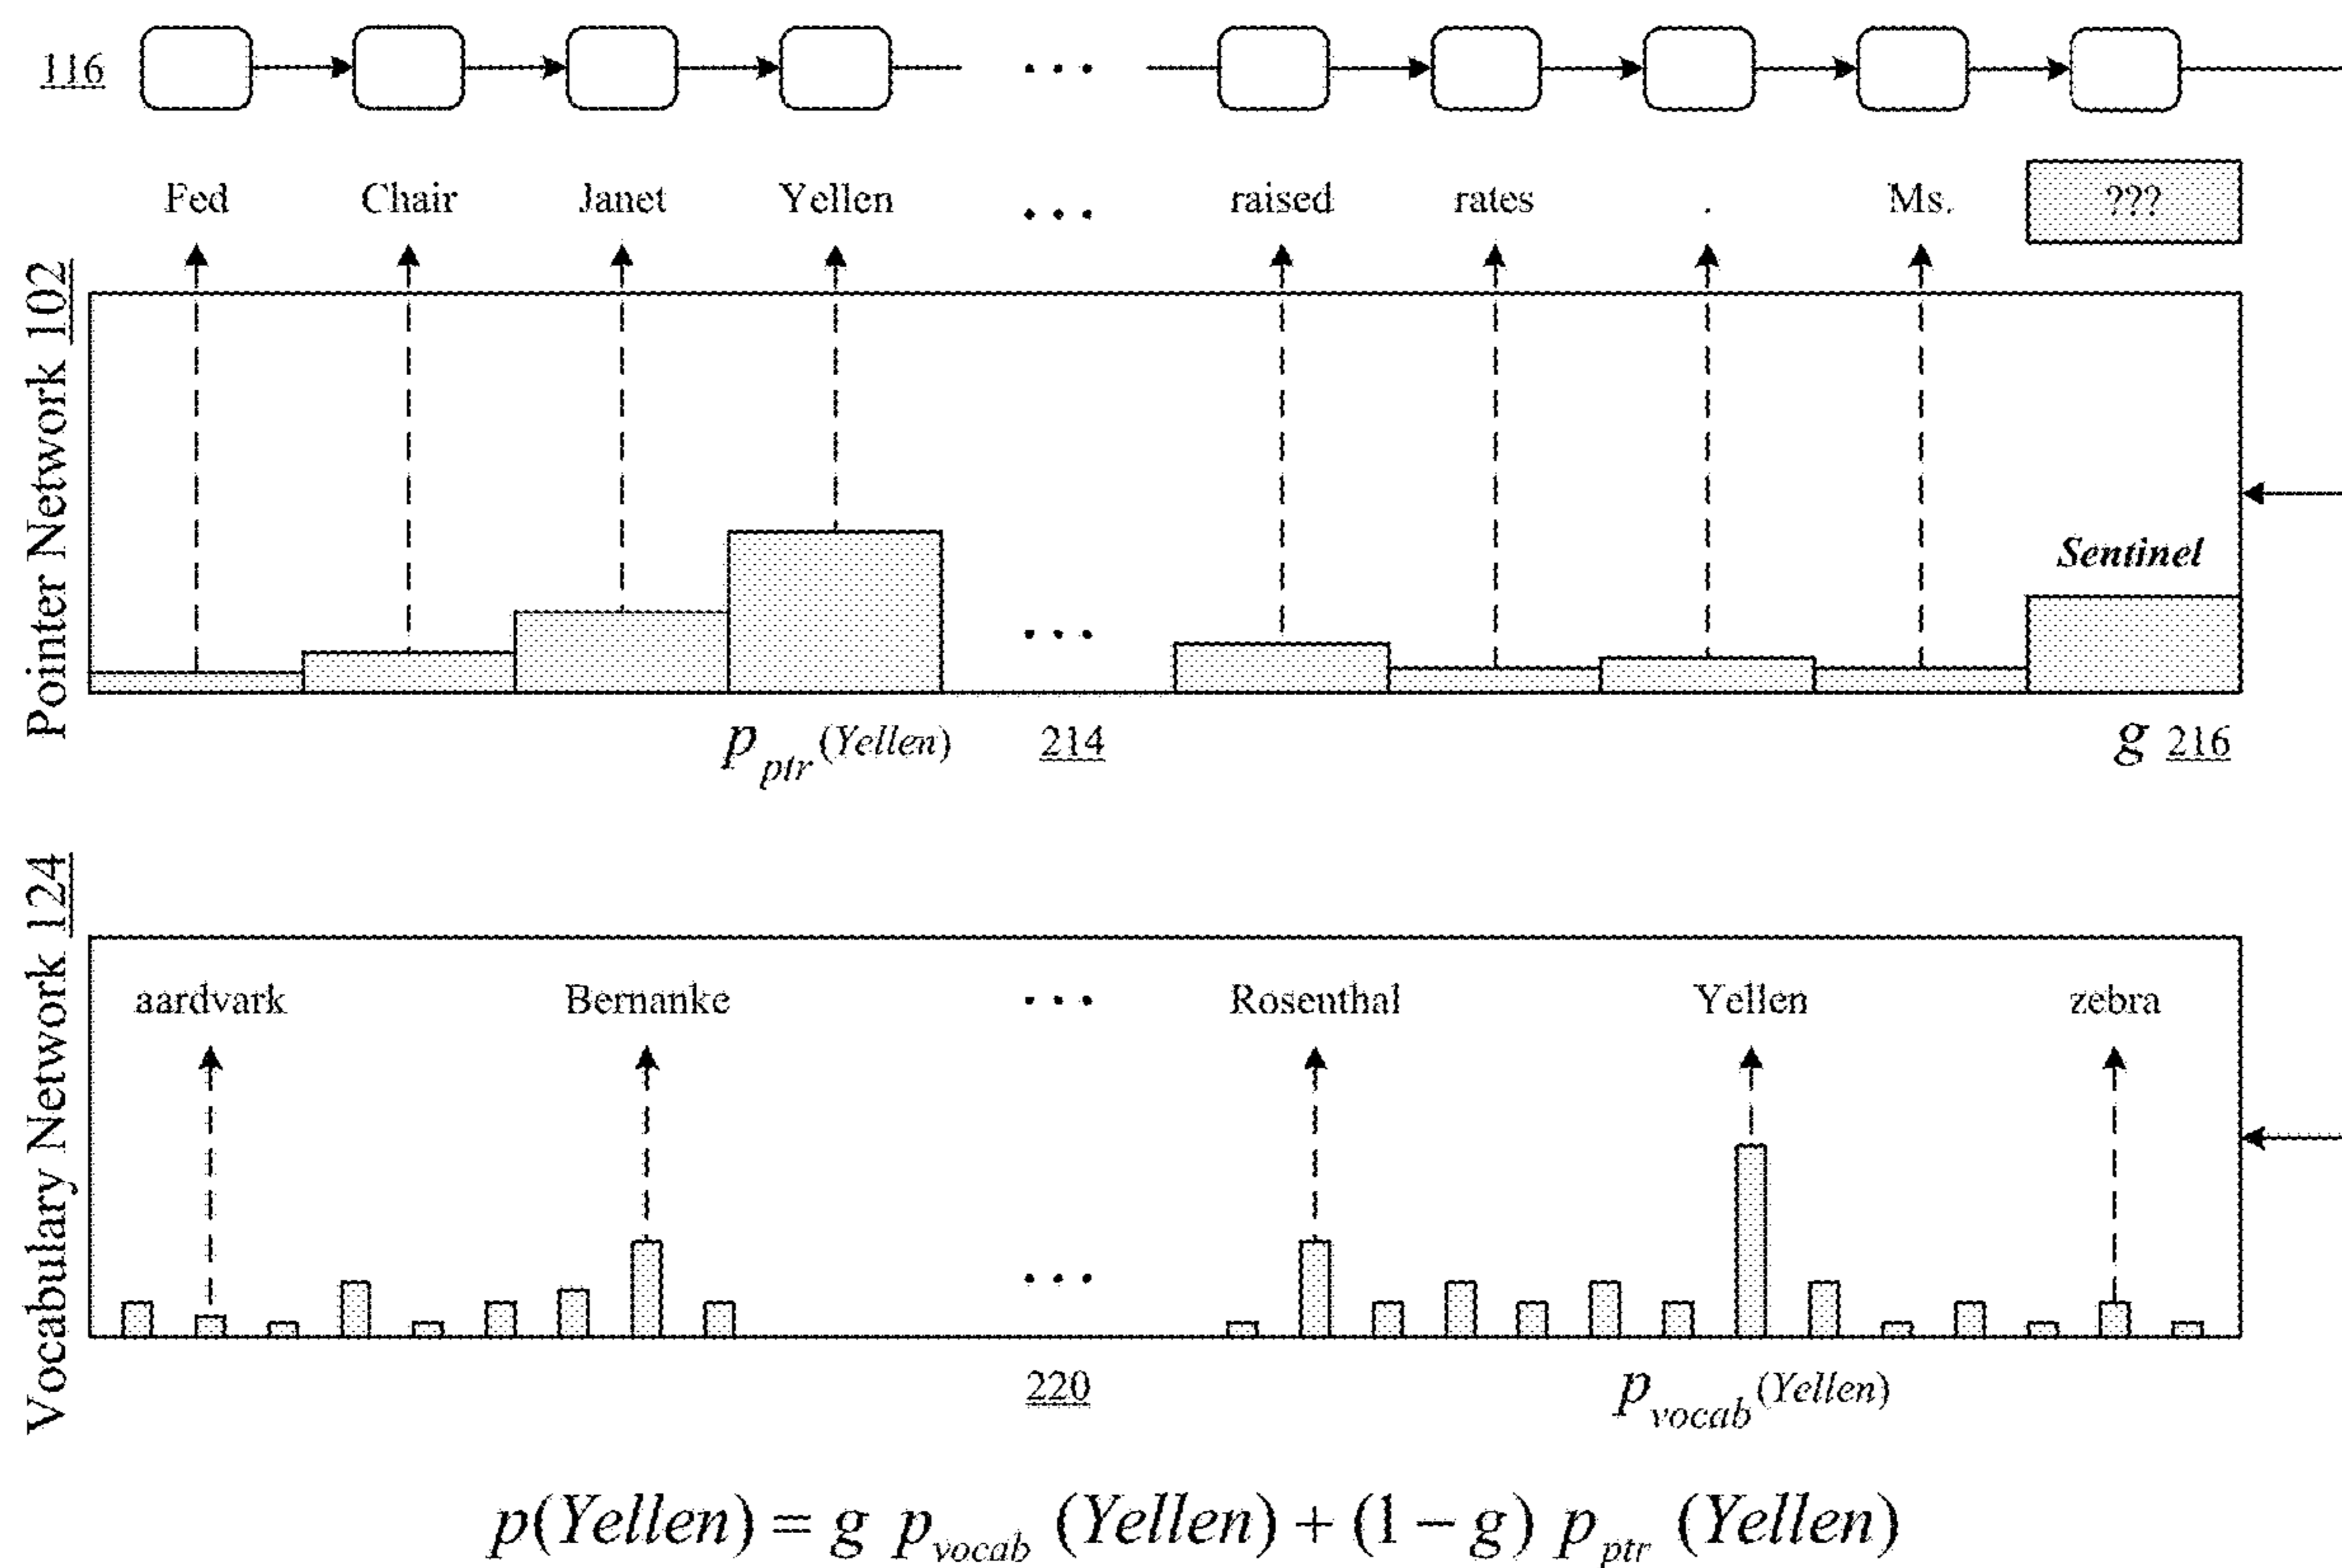 116
Fed Chair Janet Yellen ... raised rates . Ms. ???
Pointer Network 102
Sentinel
...
p_ptr (Yellen) 214 g 216
Vocabulary Network 124
aardvark Bernanke ... Rosenthal Yellen zebra
...
220 p_vocab (Yellen)
p(Yellen) = g p_vocab (Yellen) + (1 − g) p_ptr (Yellen)